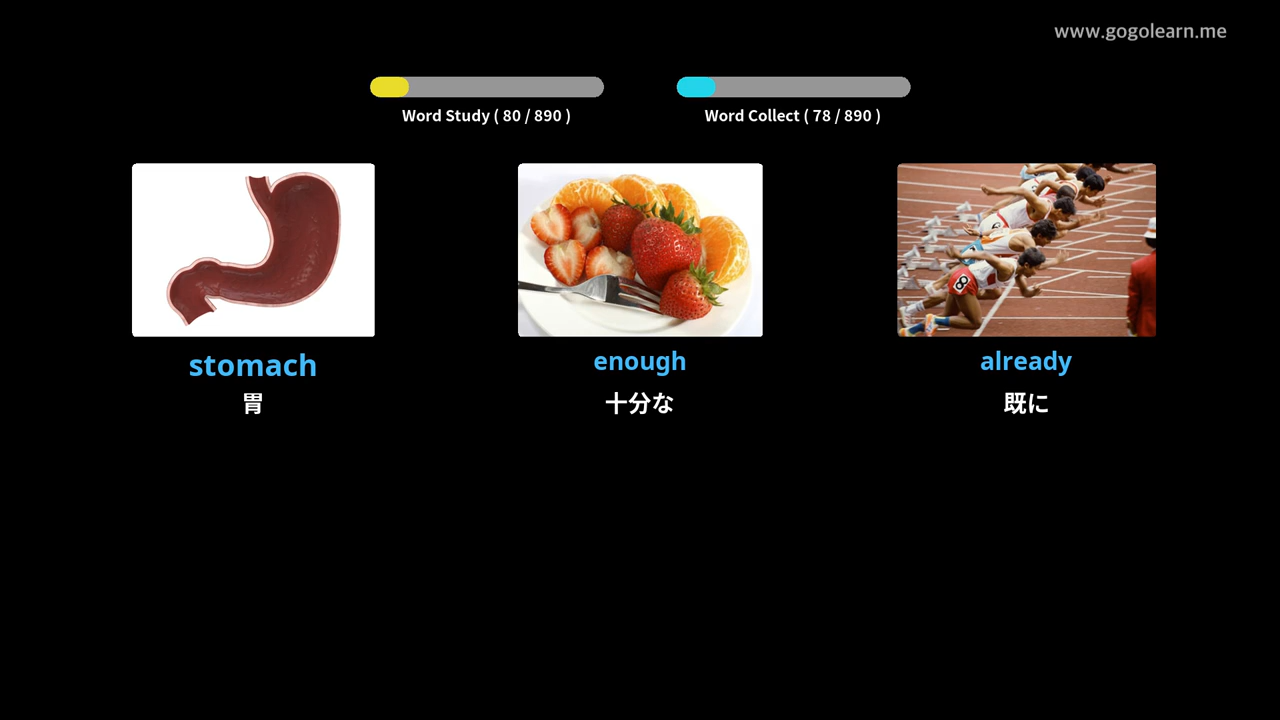 www.gogolearn.me
Word Study ( 80 / 890 )
Word Collect ( 78 / 890 )
stomach
胃
enough
十分な
already
既に
8